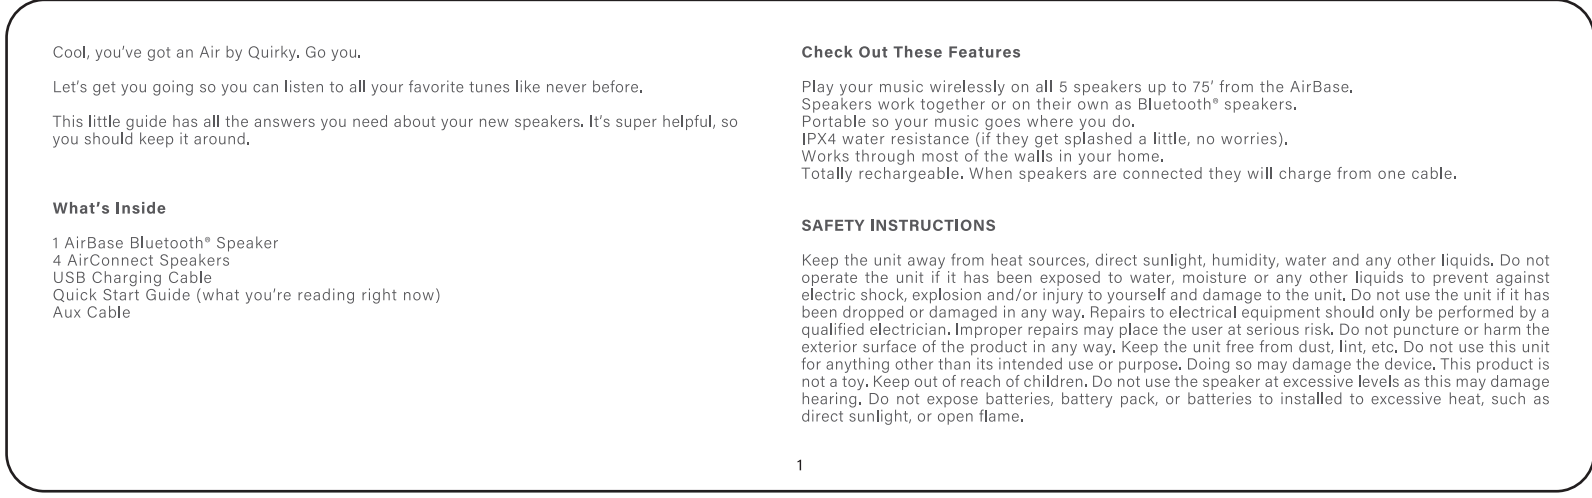 Cool, you've got an Air by Quirky. Go you.
Let's get you going so you can listen to all your favorite tunes like never before.
This little guide has all the answers you need about your new speakers. It's super helpful, so
you should keep it around.
What's Inside
1 AirBase Bluetooth® Speaker
4 AirConnect Speakers
USB Charging Cable
Quick Start Guide (what you're reading right now)
Aux Cable
Check Out These Features
Play your music wirelessly on all 5 speakers up to 75' from the AirBase.
Speakers work together or on their own as Bluetooth® speakers.
Portable so your music goes where you do.
IPX4 water resistance (if they get splashed a little, no worries).
Works through most of the walls in your home.
Totally rechargeable. When speakers are connected they will charge from one cable.
SAFETY INSTRUCTIONS
Keep the unit away from heat sources, direct sunlight, humidity, water and any other liquids. Do not
operate the unit if it has been exposed to water, moisture or any other liquids to prevent against
electric shock, explosion and/or injury to yourself and damage to the unit. Do not use the unit if it has
been dropped or damaged in any way. Repairs to electrical equipment should only be performed by a
qualified electrician. Improper repairs may place the user at serious risk. Do not puncture or harm the
exterior surface of the product in any way. Keep the unit free from dust, lint, etc. Do not use this unit
for anything other than its intended use or purpose. Doing so may damage the device. This product is
not a toy. Keep out of reach of children. Do not use the speaker at excessive levels as this may damage
hearing. Do not expose batteries, battery pack, or batteries to installed to excessive heat, such as
direct sunlight, or open flame.
1